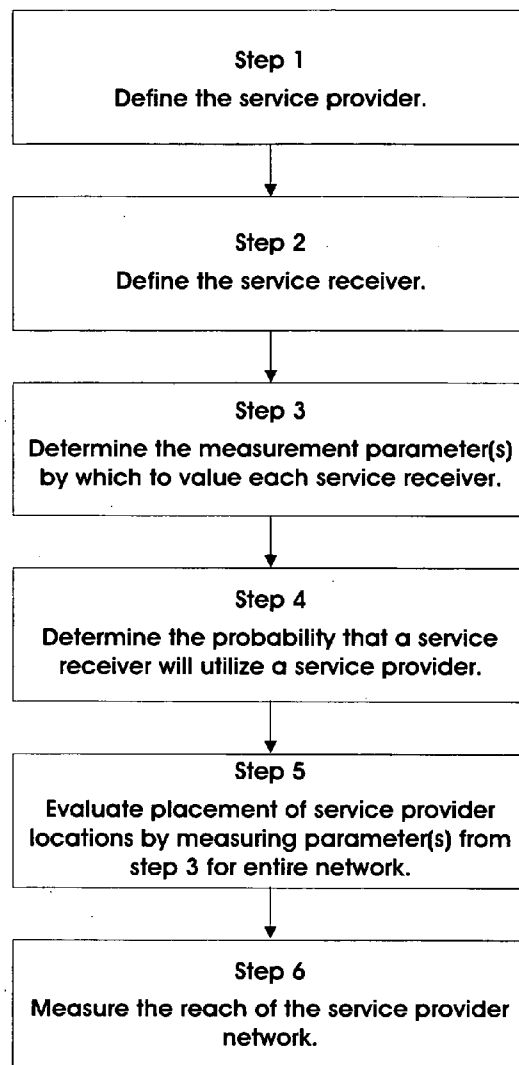 Step 1
Define the service provider.
Step 2
Define the service receiver.
Step 3
Determine the measurement parameter(s)
by which to value each service receiver.
Step 4
Determine the probability that a service
receiver will utilize a service provider.
Step 5
Evaluate placement of service provider
locations by measuring parameter(s) from
step 3 for entire network.
Step 6
Measure the reach of the service provider
network.